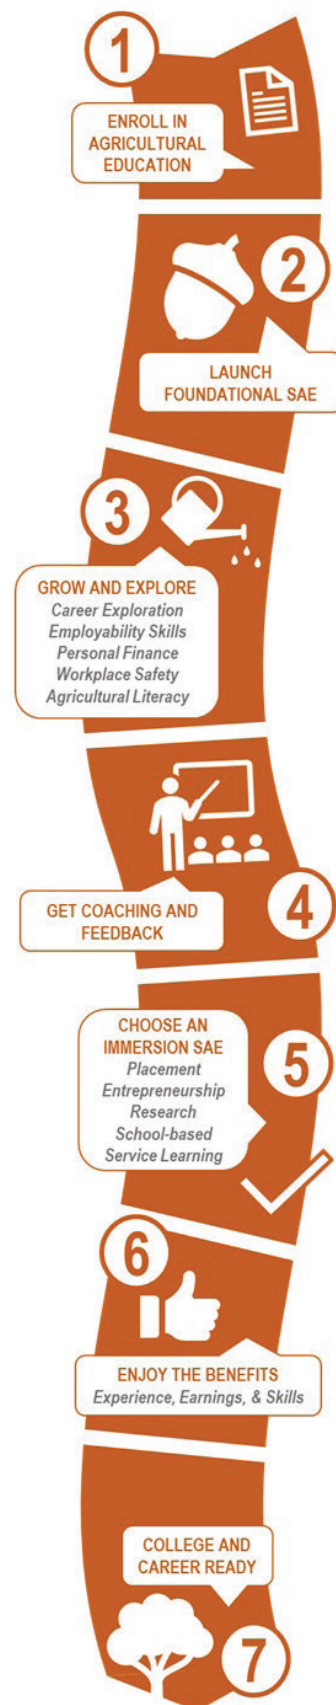 1
ENROLL IN
AGRICULTURAL
EDUCATION
2
LAUNCH
FOUNDATIONAL SAE
3
GROW AND EXPLORE
Career Exploration
Employability Skills
Personal Finance
Workplace Safety
Agricultural Literacy
GET COACHING AND
FEEDBACK
4
CHOOSE AN
IMMERSION SAE
Placement
Entrepreneurship
Research
School-based
Service Learning
5
6
ENJOY THE BENEFITS
Experience, Earnings, & Skills
COLLEGE AND
CAREER READY
7